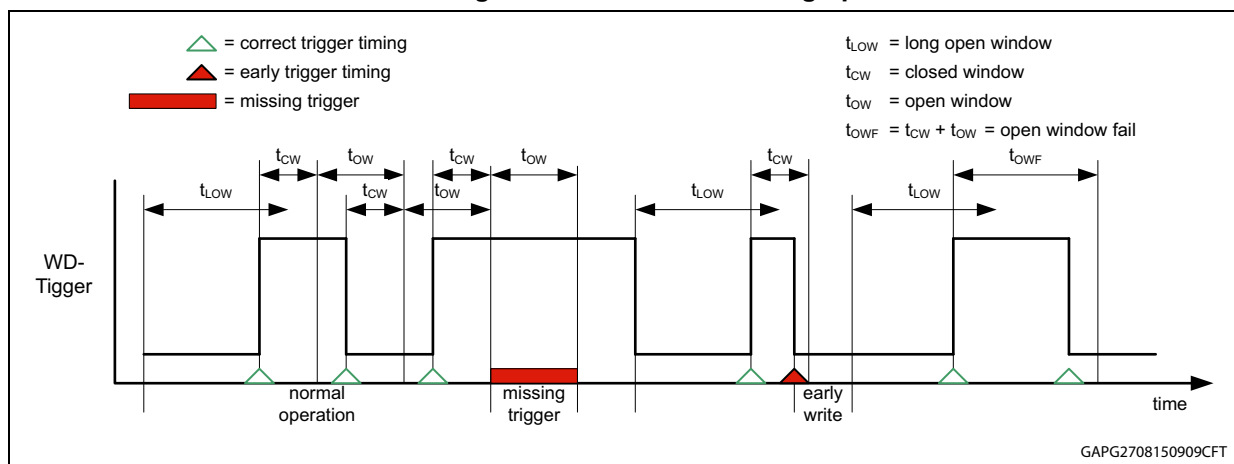 = correct trigger timing
= early trigger timing
= missing trigger
tLOW = long open window
tCW = closed window
tOW = open window
tOWF = tCW + tOW = open window fail
tCW tOW tCW tOW tCW tOWF
tLOW tCW tOW tLOW tLOW
WD-
Tigger
normal
operation
missing
trigger
early
write
time
GAPG2708150909CFT